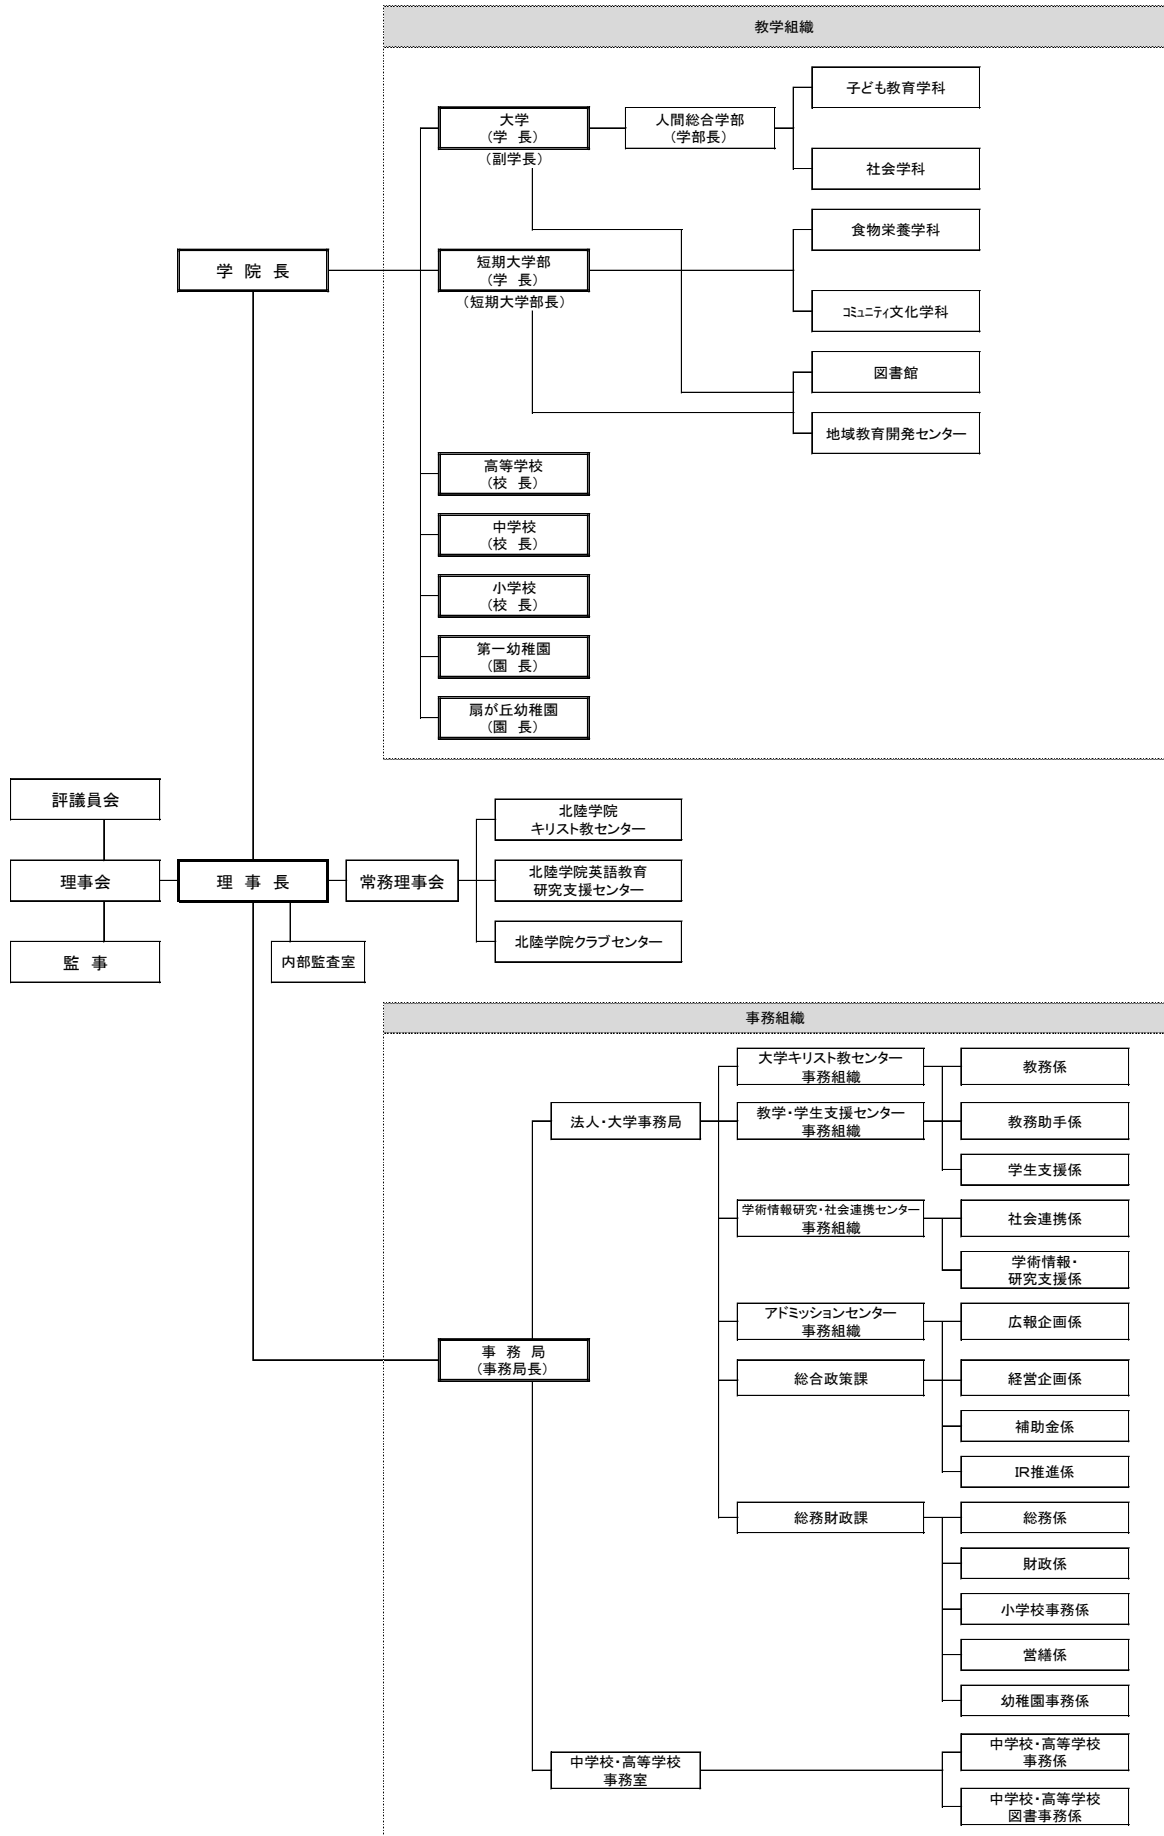 教学組織
大学
(学　長)
(副学長)
人間総合学部
(学部長)
子ども教育学科
社会学科
学　院　長
短期大学部
(学　長)
(短期大学部長)
食物栄養学科
コミュニティ文化学科
図書館
地域教育開発センター
高等学校
(校　長)
中学校
(校　長)
小学校
(校　長)
第一幼稚園
(園　長)
扇が丘幼稚園
(園　長)
評議員会
理事会
監　事
理　事　長
内部監査室
常務理事会
北陸学院
キリスト教センター
北陸学院英語教育
研究支援センター
北陸学院クラブセンター
事務組織
事　務　局
(事務局長)
法人・大学事務局
大学キリスト教センター
事務組織
教学・学生支援センター
事務組織
教務係
教務助手係
学生支援係
学術情報研究・社会連携センター
事務組織
社会連携係
学術情報・
研究支援係
アドミッションセンター
事務組織
広報企画係
総合政策課
経営企画係
補助金係
IR推進係
総務財政課
総務係
財政係
小学校事務係
営繕係
幼稚園事務係
中学校・高等学校
事務室
中学校・高等学校
事務係
中学校・高等学校
図書事務係